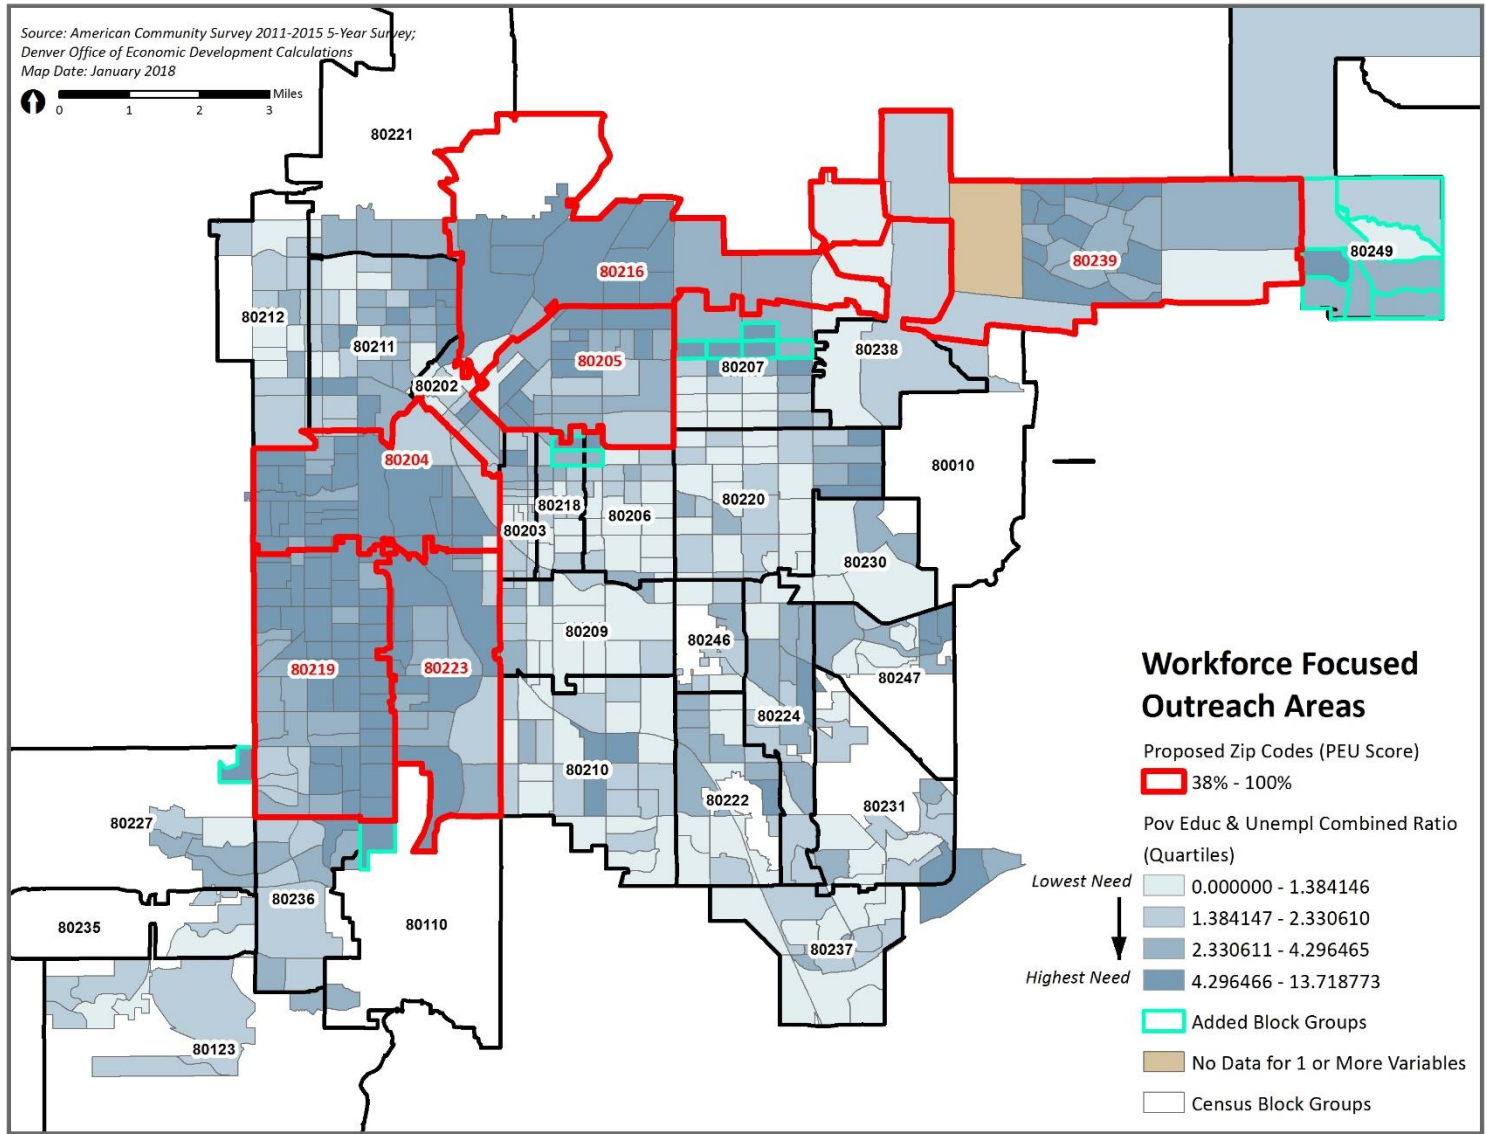 Source: American Community Survey 2011-2015 5-Year Survey;
Denver Office of Economic Development Calculations
Map Date: January 2018
Miles
0 1 2 3
80221
80216
80239
80249
80212
80211
80202
80205
80207
80238
80204
80010
80220
80218
80203
80206
80230
80209
80246
80219
80223
80247
80224
80210
80222
80231
80227
80236
80235
80110
80237
80123
Workforce Focused
Outreach Areas
Proposed Zip Codes (PEU Score)
38% - 100%
Pov Educ & Unempl Combined Ratio
(Quartiles)
Lowest Need
0.000000 - 1.384146
1.384147 - 2.330610
2.330611 - 4.296465
Highest Need
4.296466 - 13.718773
Added Block Groups
No Data for 1 or More Variables
Census Block Groups